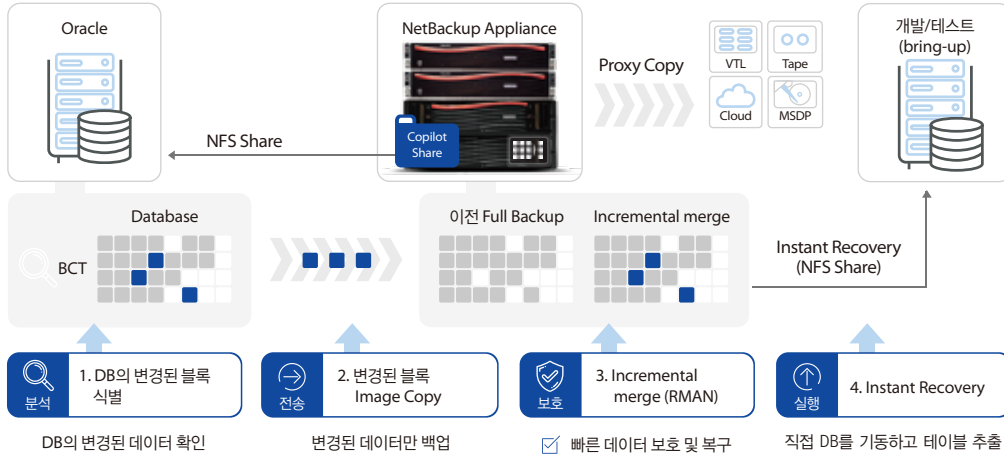 Oracle
NetBackup Appliance
개발/테스트
(bring-up)
Proxy Copy
VTL
Tape
Cloud
MSDP
Copilot
Share
NFS Share
Database
BCT
이전 Full Backup
Incremental merge
Instant Recovery
(NFS Share)
분석
1. DB의 변경된 블록
식별
전송
2. 변경된 블록
Image Copy
보호
3. Incremental
merge (RMAN)
실행
4. Instant Recovery
DB의 변경된 데이터 확인
변경된 데이터만 백업
빠른 데이터 보호 및 복구
직접 DB를 기동하고 테이블 추출